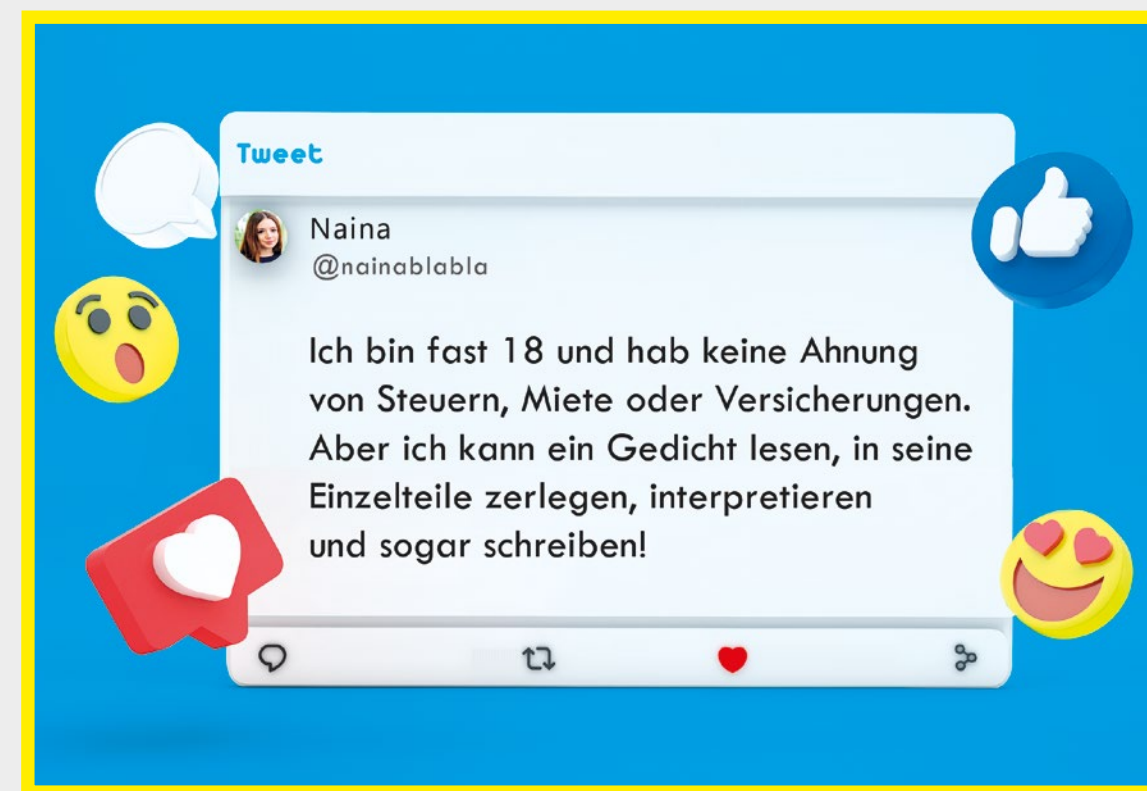 Tweet
Naina
@nainablabla
Ich bin fast 18 und hab keine Ahnung
von Steuern, Miete oder Versicherungen.
Aber ich kann ein Gedicht lesen, in seine
Einzelteile zerlegen, interpretieren
und sogar schreiben!